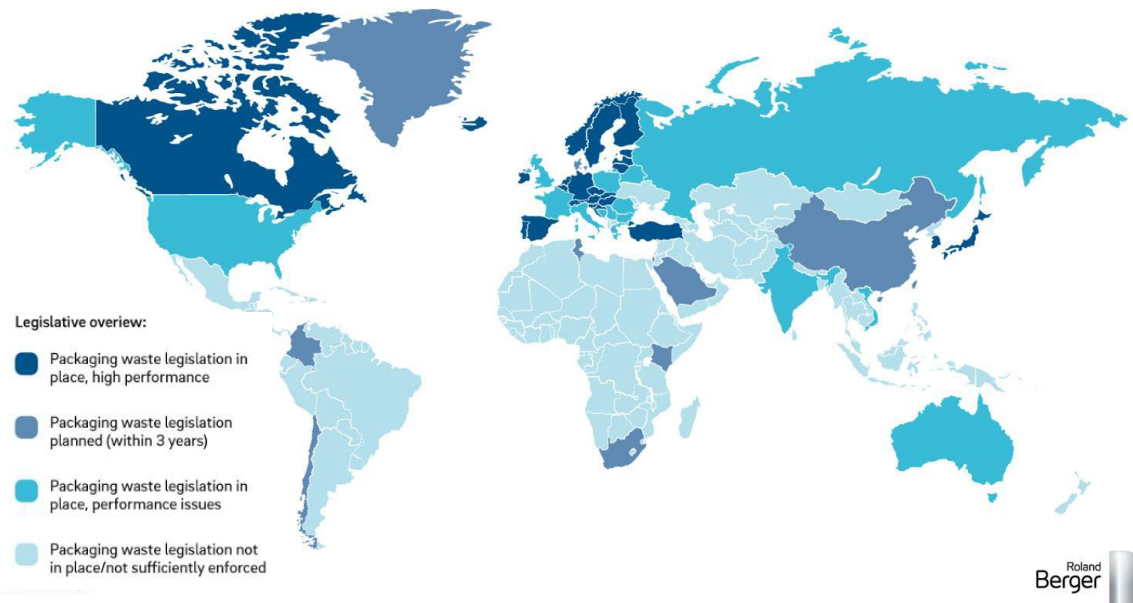 Legislative overiew:
Packaging waste legislation in
place, high performance
Packaging waste legislation
planned (within 3 years)
Packaging waste legislation in
place, performance issues
Packaging waste legislation not
in place/not sufficiently enforced
Roland
Berger